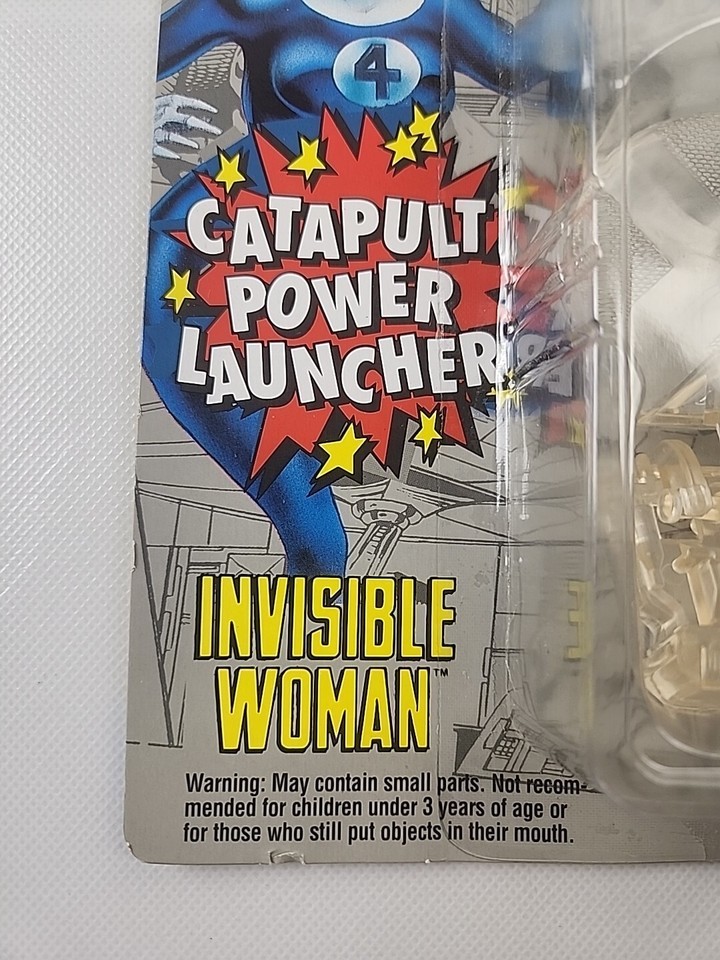 4
CATAPULT
POWER
LAUNCHER
INVISIBLE
WOMAN™
Warning: May contain small parts. Not recom-
mended for children under 3 years of age or
for those who still put objects in their mouth.